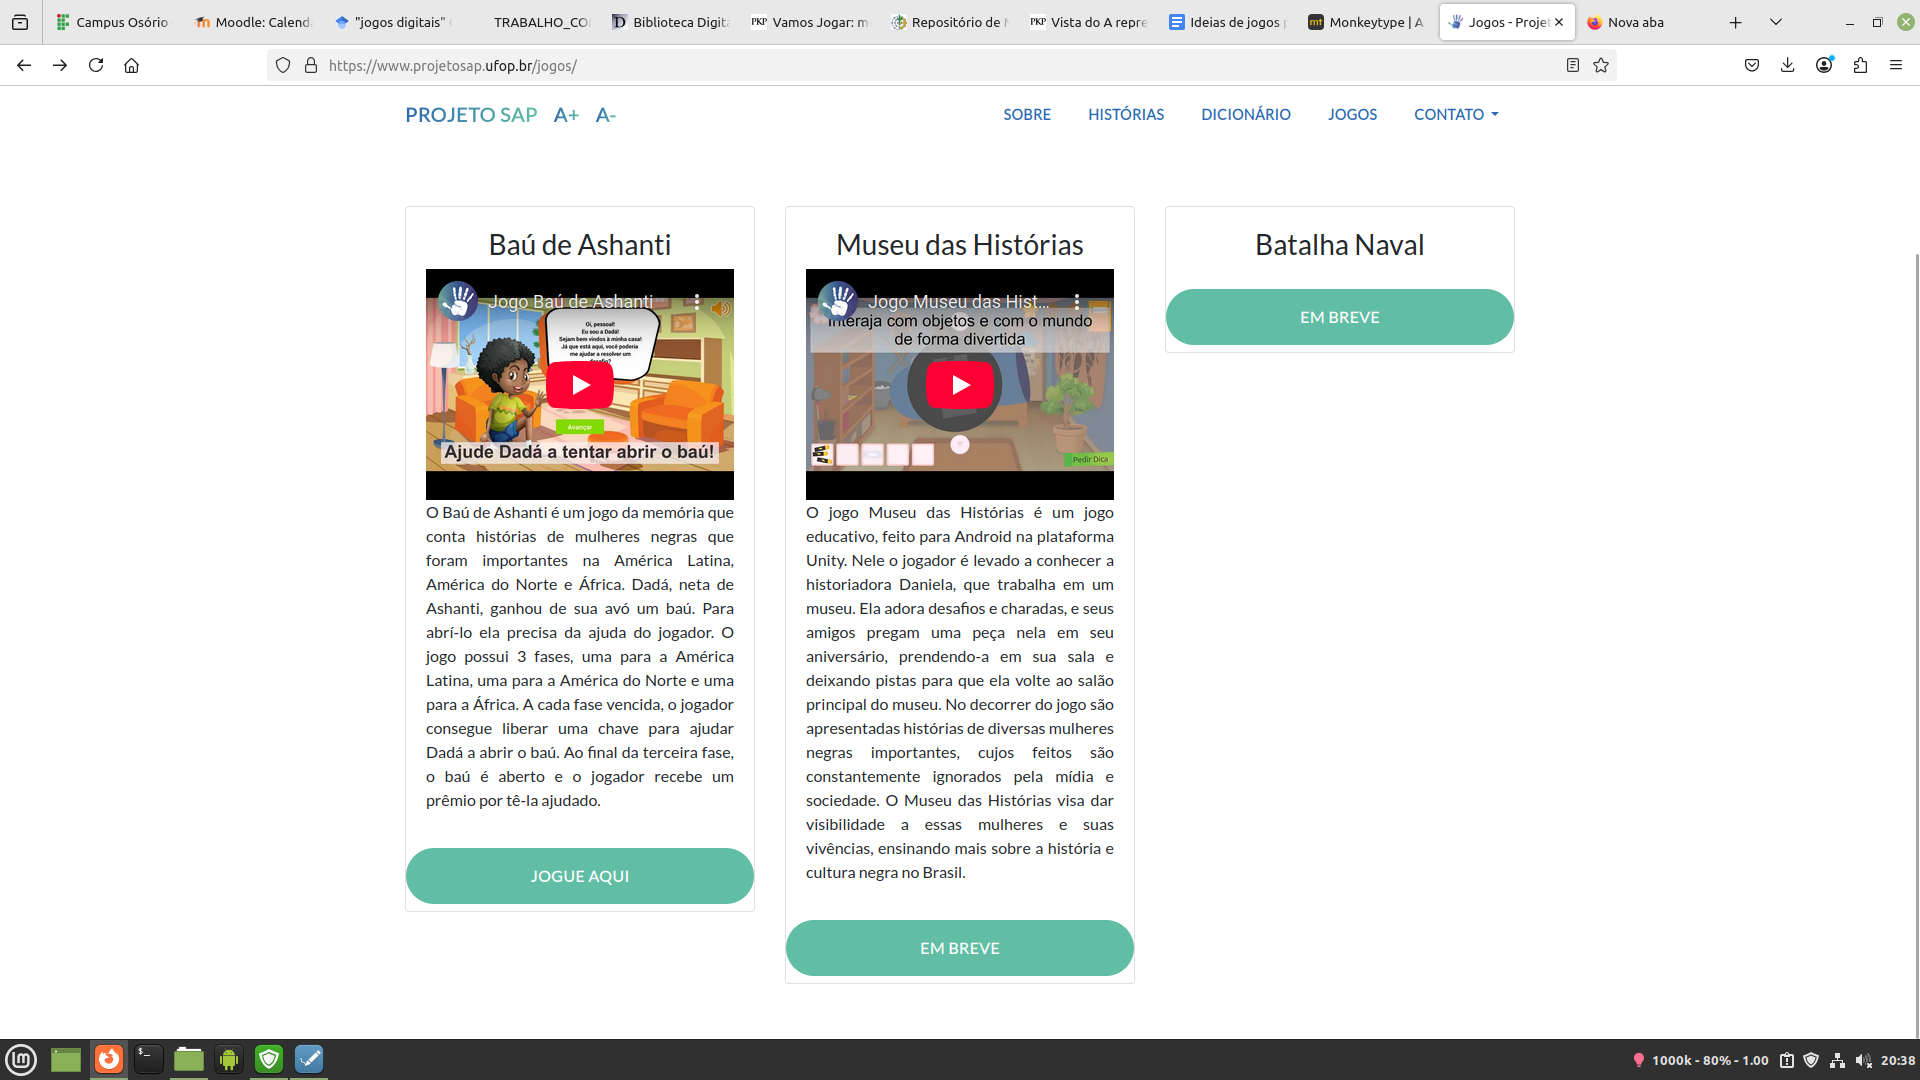 Campus Osório
Moodle: Calend
"jogos digitais"
TRABALHO_CO
Biblioteca Digit
Vamos Jogar: m
Repositório de
Vista do A repre
Ideias de jogos
Monkeytype | A
Jogos - Projet
Nova aba
https://www.projetosap.ufop.br/jogos/
PROJETO SAP A+ A-
SOBRE HISTÓRIAS DICIONÁRIO JOGOS CONTATO
Baú de Ashanti
Jogo Baú de Ashanti
Oi, pessoal!
Eu sou a Dadá!
Sejam bem vindos à minha casa!
Já que está aqui, você poderia
me ajudar a resolver um
Avançar
Ajude Dadá a tentar abrir o baú!
O Baú de Ashanti é um jogo da memória que
conta histórias de mulheres negras que
foram importantes na América Latina,
América do Norte e África. Dadá, neta de
Ashanti, ganhou de sua avó um baú. Para
abrí-lo ela precisa da ajuda do jogador. O
jogo possui 3 fases, uma para a América
Latina, uma para a América do Norte e uma
para a África. A cada fase vencida, o jogador
consegue liberar uma chave para ajudar
Dadá a abrir o baú. Ao final da terceira fase,
o baú é aberto e o jogador recebe um
prêmio por tê-la ajudado.
JOGUE AQUI
Museu das Histórias
Jogo Museu das Hist...
Interaja com objetos e com o mundo
de forma divertida
Pedir Dica
O jogo Museu das Histórias é um jogo
educativo, feito para Android na plataforma
Unity. Nele o jogador é levado a conhecer a
historiadora Daniela, que trabalha em um
museu. Ela adora desafios e charadas, e seus
amigos pregam uma peça nela em seu
aniversário, prendendo-a em sua sala e
deixando pistas para que ela volte ao salão
principal do museu. No decorrer do jogo são
apresentadas histórias de diversas mulheres
negras importantes, cujos feitos são
constantemente ignorados pela mídia e
sociedade. O Museu das Histórias visa dar
visibilidade a essas mulheres e suas
vivências, ensinando mais sobre a história e
cultura negra no Brasil.
EM BREVE
Batalha Naval
EM BREVE
1000k - 80% - 1.00
20:38